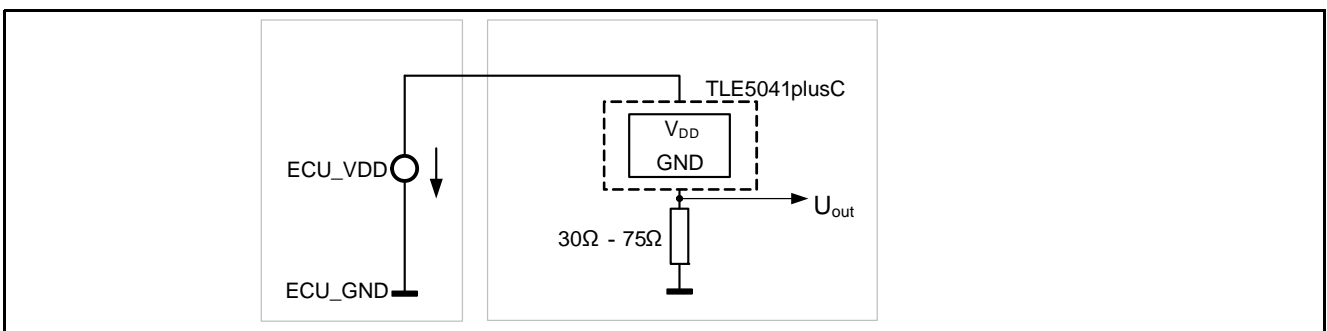 TLE5041plusC
VDD
GND
ECU_VDD
Uout
30Ω - 75Ω
ECU_GND